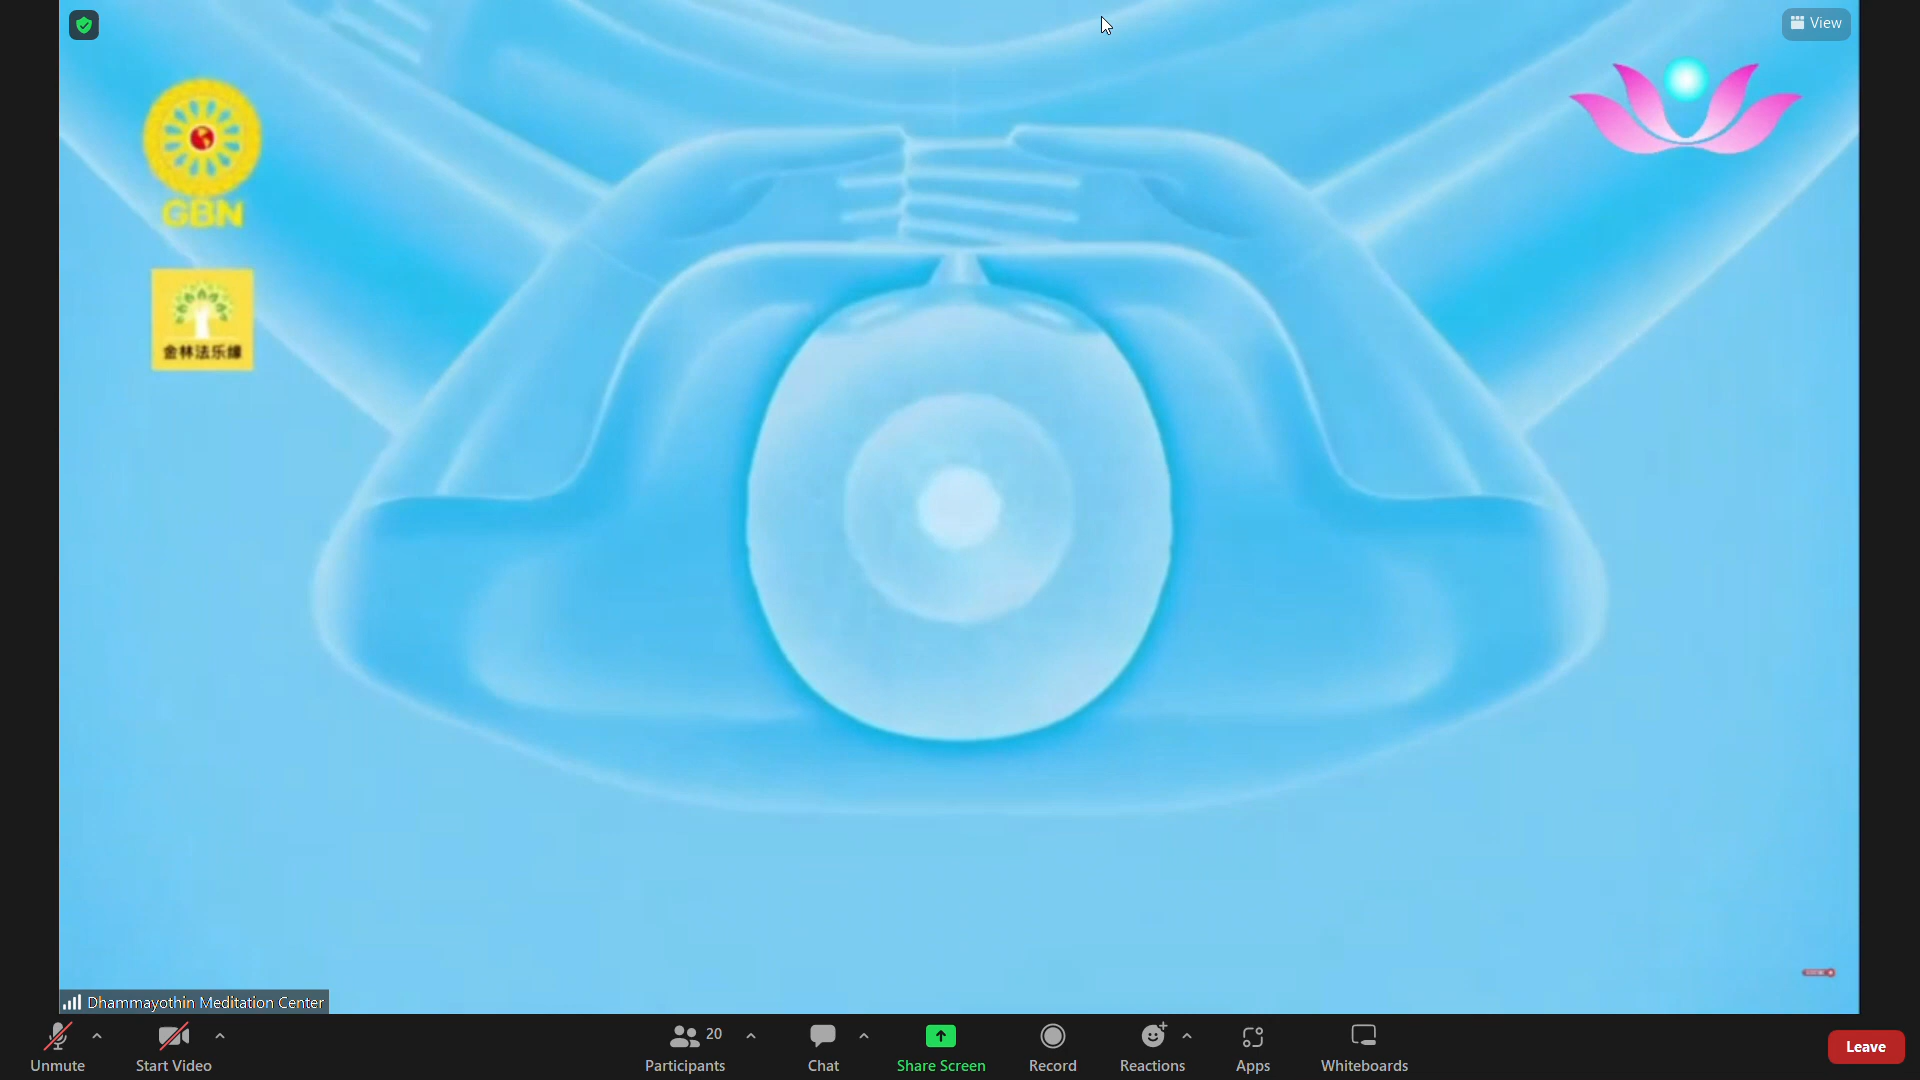 View
GBN
金林法乐缘
Dhammayothin Meditation Center
Unmute
Start Video
20
Participants
Chat
Share Screen
Record
Reactions
Apps
Whiteboards
Leave